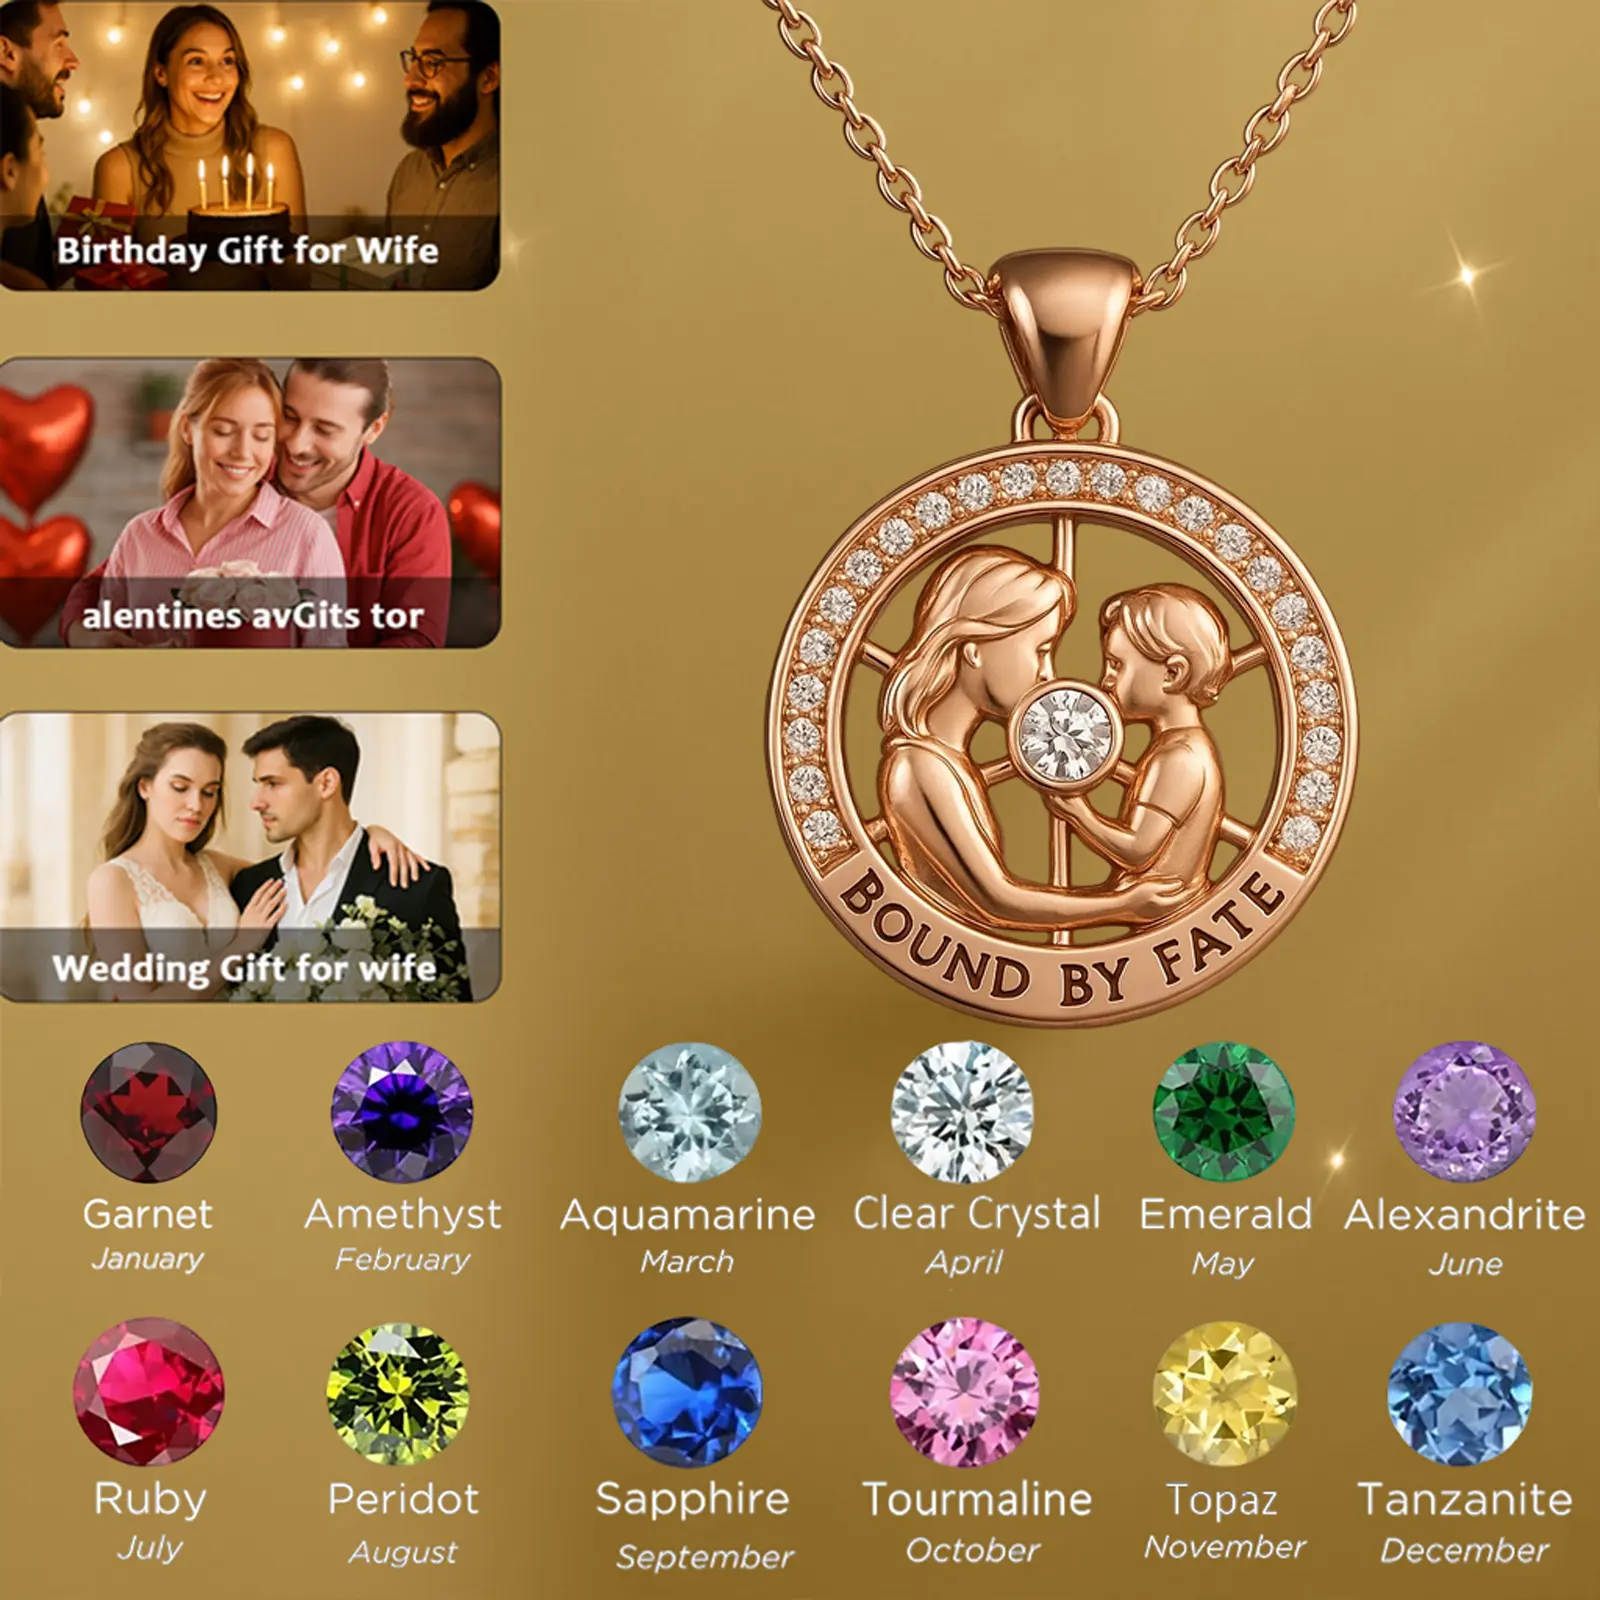 Birthday Gift for Wife
alentines avGits tor
Wedding Gift for wife
BOUND BY FATE
Garnet
January
Amethyst
February
Aquamarine
March
Clear Crystal
April
Emerald
May
Alexandrite
June
Ruby
July
Peridot
August
Sapphire
September
Tourmaline
October
Topaz
November
Tanzanite
December